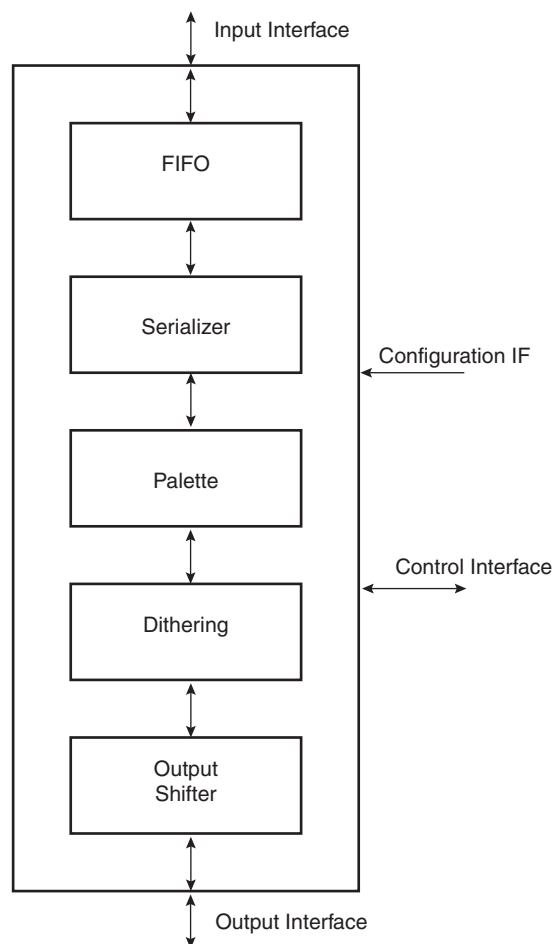 Input Interface
FIFO
Serializer
Configuration IF
Palette
Control Interface
Dithering
Output
Shifter
Output Interface